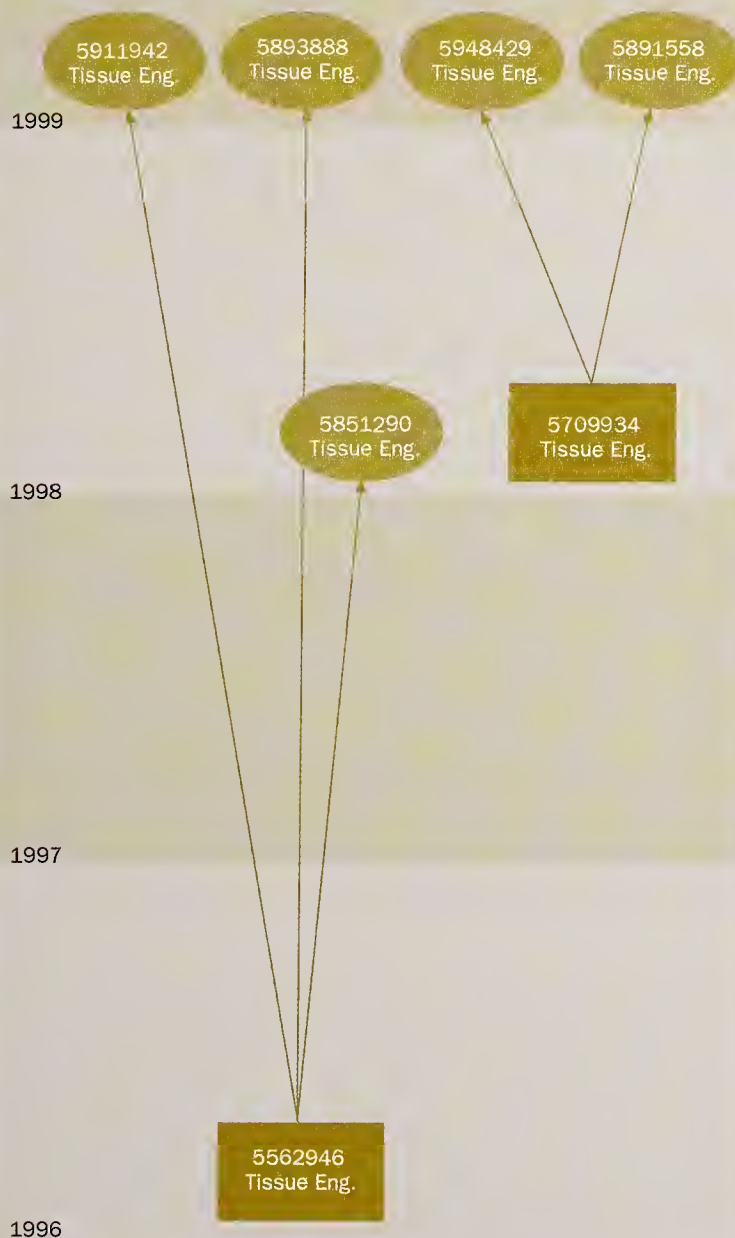 5911942
Tissue Eng.
5893888
Tissue Eng.
5948429
Tissue Eng.
5891558
Tissue Eng.
1999
5851290
Tissue Eng.
5709934
Tissue Eng.
1998
1997
5562946
Tissue Eng.
1996